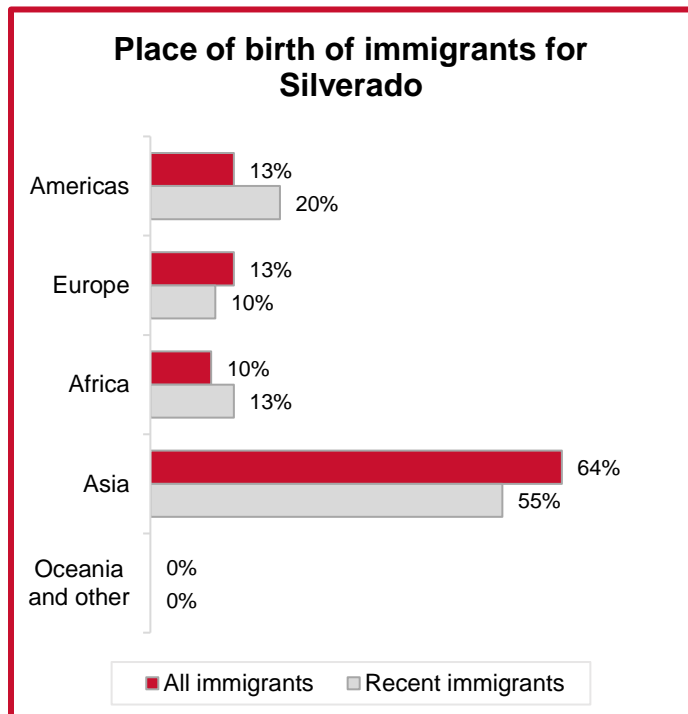 Place of birth of immigrants for
Silverado
Americas
13%
20%
Europe
13%
10%
Africa
10%
13%
Asia
64%
55%
Oceania
and other
0%
0%
All immigrants
Recent immigrants